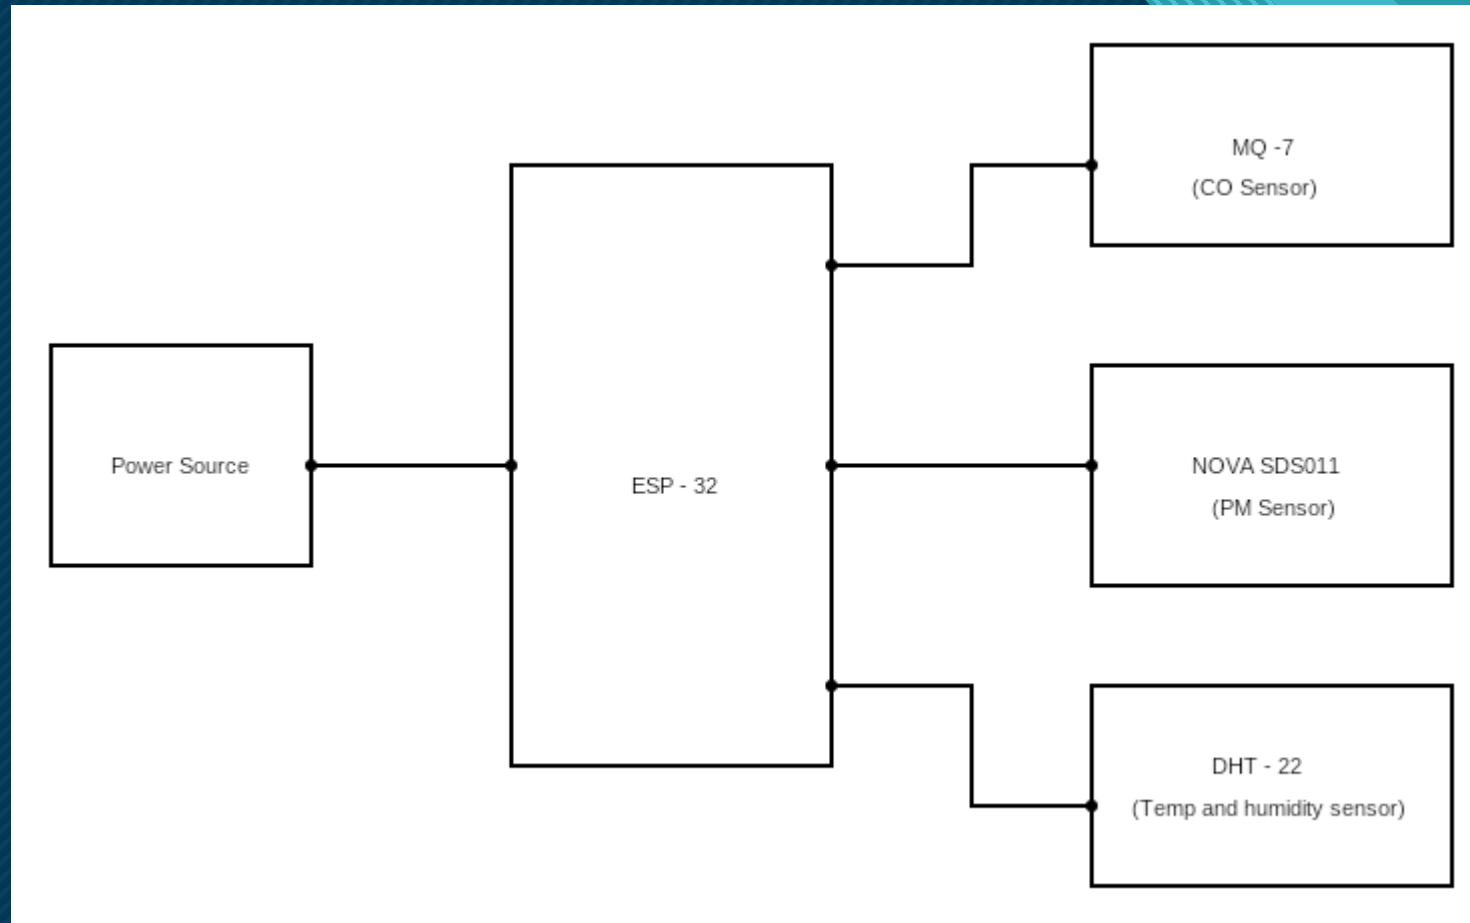 MQ -7
(CO Sensor)
Power Source
ESP - 32
NOVA SDS011
(PM Sensor)
DHT - 22
(Temp and humidity sensor)